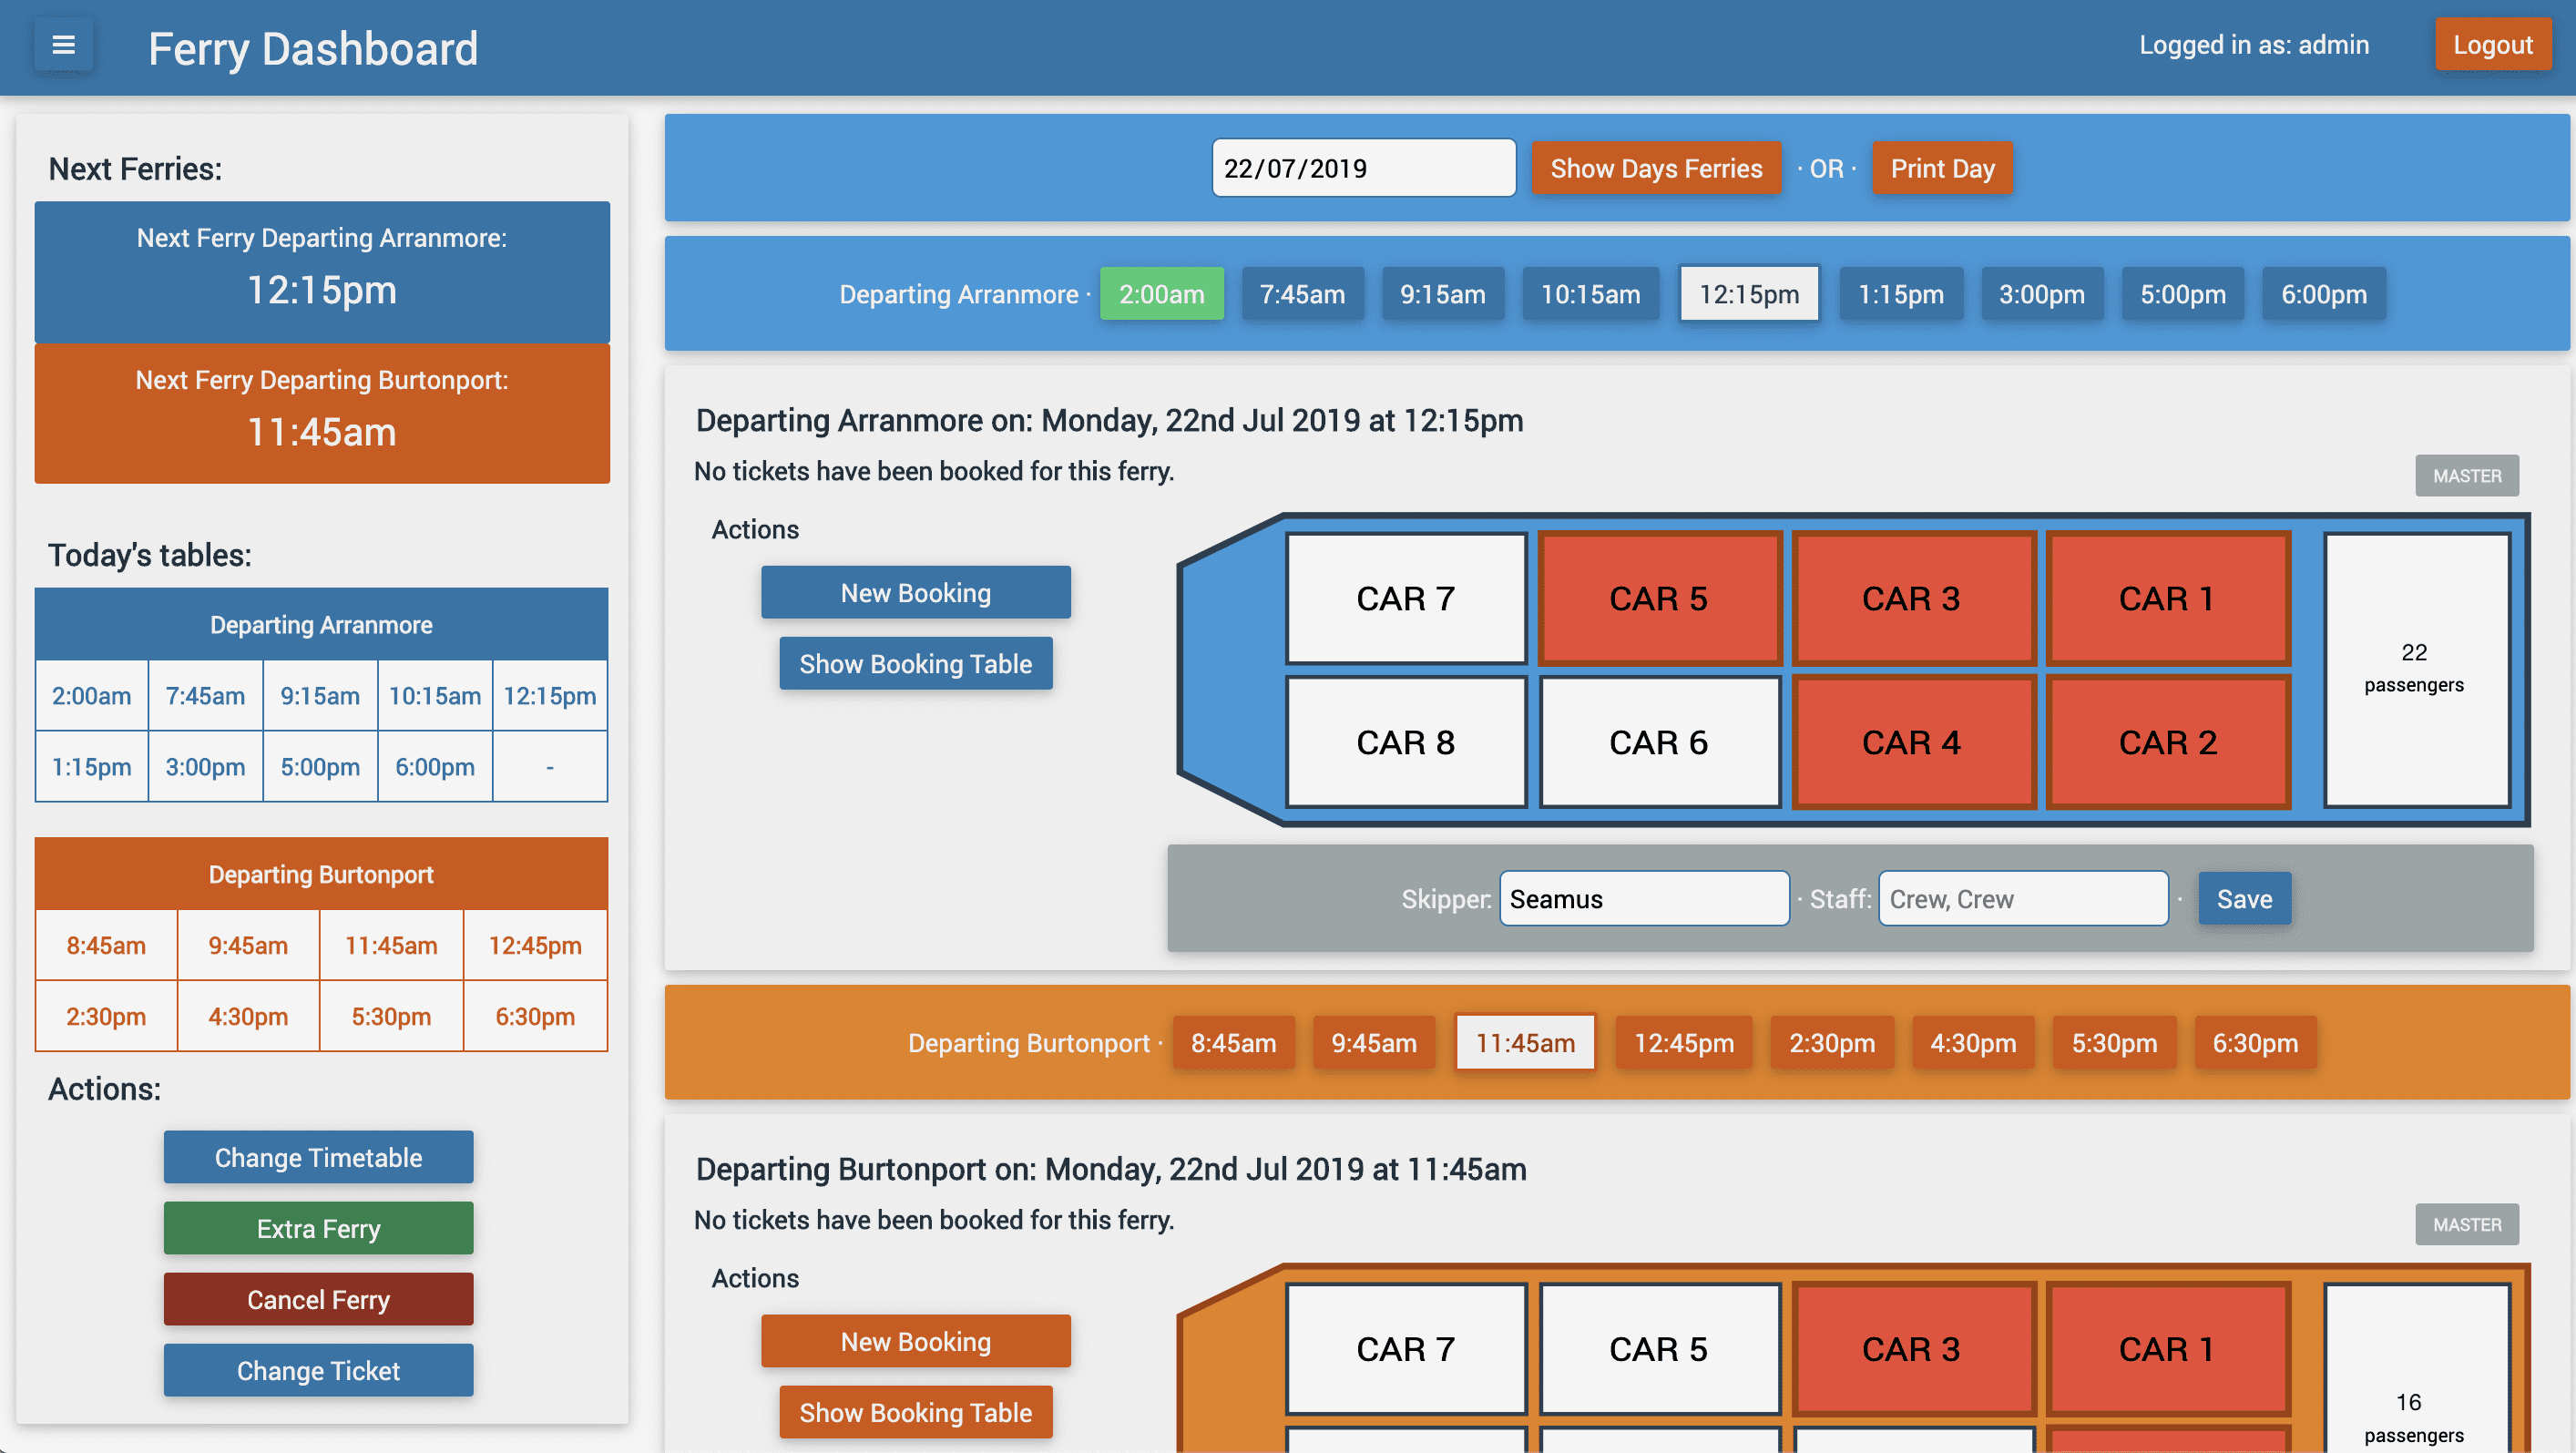 Ferry Dashboard
Logged in as: admin
Logout
Next Ferries:
Next Ferry Departing Arranmore:
12:15pm
Next Ferry Departing Burtonport:
11:45am
Today's tables:
Departing Arranmore
2:00am 7:45am 9:15am 10:15am 12:15pm
1:15pm 3:00pm 5:00pm 6:00pm -
Departing Burtonport
8:45am 9:45am 11:45am 12:45pm
2:30pm 4:30pm 5:30pm 6:30pm
Actions:
Change Timetable
Extra Ferry
Cancel Ferry
Change Ticket
22/07/2019 Show Days Ferries · OR · Print Day
Departing Arranmore · 2:00am 7:45am 9:15am 10:15am 12:15pm 1:15pm 3:00pm 5:00pm 6:00pm
Departing Arranmore on: Monday, 22nd Jul 2019 at 12:15pm
No tickets have been booked for this ferry.
MASTER
Actions
New Booking
Show Booking Table
CAR 7 CAR 5 CAR 3 CAR 1
CAR 8 CAR 6 CAR 4 CAR 2
22
passengers
Skipper: Seamus · Staff: Crew, Crew · Save
Departing Burtonport · 8:45am 9:45am 11:45am 12:45pm 2:30pm 4:30pm 5:30pm 6:30pm
Departing Burtonport on: Monday, 22nd Jul 2019 at 11:45am
No tickets have been booked for this ferry.
MASTER
Actions
New Booking
Show Booking Table
CAR 7 CAR 5 CAR 3 CAR 1
16
passengers